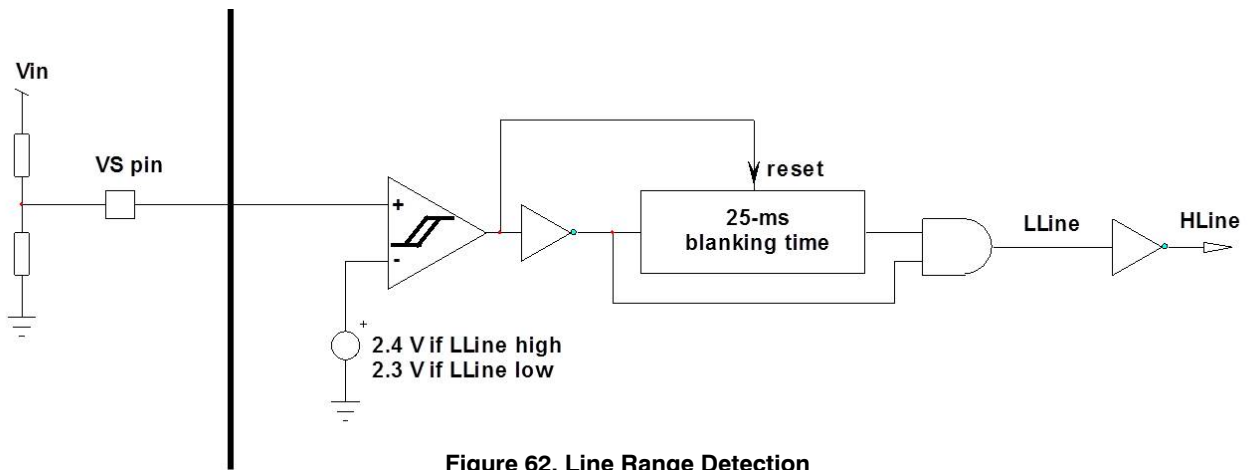 Vin
VS pin
+
-
reset
25-ms
blanking time
LLine
HLine
+
2.4 V if LLine high
2.3 V if LLine low
Figure 62. Line Range Detection